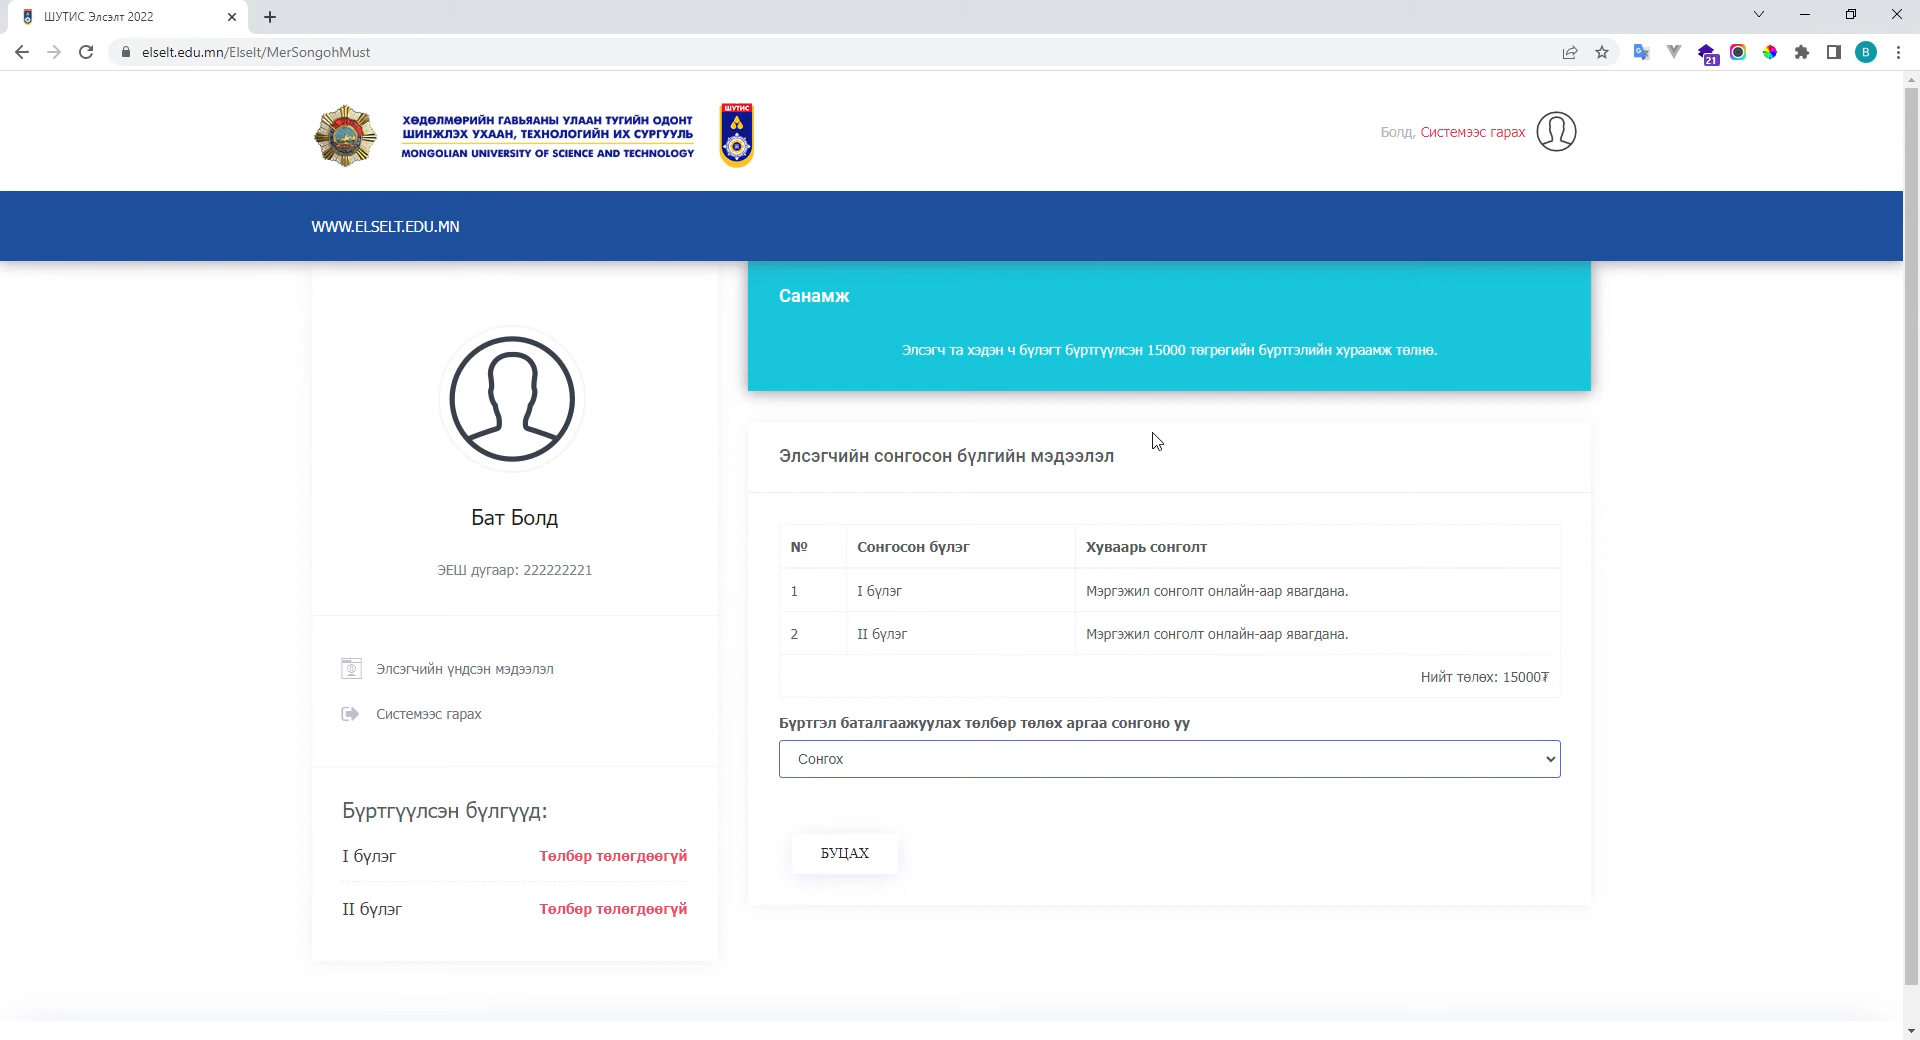 ШУТИС Элсэлт 2022
elselt.edu.mn/Elselt/MerSongohMust
21
B
ХӨДӨЛМӨРИЙН ГАВЬЯАНЫ УЛААН ТУГИЙН ОДОНТ
ШИНЖЛЭХ УХААН, ТЕХНОЛОГИЙН ИХ СУРГУУЛЬ
MONGOLIAN UNIVERSITY OF SCIENCE AND TECHNOLOGY
ШУТИС
Болд, Системээс гарах
WWW.ELSELT.EDU.MN
Бат Болд
ЭЕШ дугаар: 222222221
Элсэгчийн үндсэн мэдээлэл
Системээс гарах
Бүртгүүлсэн бүлгүүд:
I бүлэг Төлбөр төлөгдөөгүй
II бүлэг Төлбөр төлөгдөөгүй
Санамж
Элсэгч та хэдэн ч бүлэгт бүртгүүлсэн 15000 төгрөгийн бүртгэлийн хураамж төлнө.
Элсэгчийн сонгосон бүлгийн мэдээлэл
№ Сонгосон бүлэг Хуваарь сонголт
1 I бүлэг Мэргэжил сонголт онлайн-аар явагдана.
2 II бүлэг Мэргэжил сонголт онлайн-аар явагдана.
Нийт төлөх: 15000₮
Бүртгэл баталгаажуулах төлбөр төлөх аргаа сонгоно уу
Сонгох
БУЦАХ